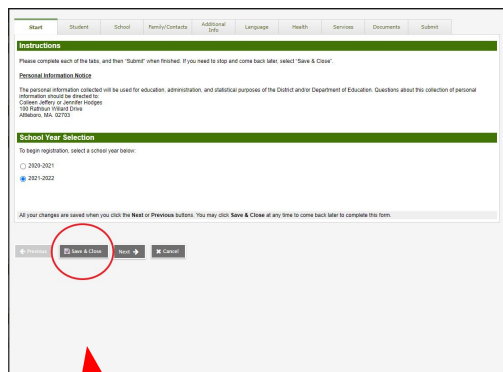 Start Student School Family/Contacts Additional Info Language Health Services Documents Submit
Instructions
Please complete each of the tabs, and then "Submit" when finished. If you need to stop and come back later, select "Save & Close".
Personal Information Notice
The personal information collected will be used for education, administration, and statistical purposes of the District and/or Department of Education. Questions about this collection of personal
information should be directed to:
Colleen Jeffery or Jennifer Hodges
100 Rathbun Willard Drive
Attleboro, MA. 02703
School Year Selection
To begin registration, select a school year below:
2020-2021
2021-2022
All your changes are saved when you click the Next or Previous buttons. You may click Save & Close at any time to come back later to complete this form.
Previous Save & Close Next Cancel